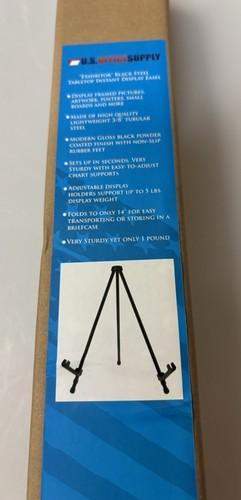 U.S. OFFICE SUPPLY
"Exhibitor" Black Steel
Tabletop Instant Display Easel
• Display framed pictures,
artwork, posters, small
boards and more
• Made of high quality
lightweight 3/8" tubular
steel
• Modern Gloss Black powder
coated finish with non-slip
rubber feet
• Sets up in seconds. Very
sturdy with easy-to-adjust
chart supports
• Adjustable display
holders support up to 5 lbs
display weight
• Folds to only 14" for easy
transporting or storing in a
briefcase
• Very sturdy yet only 1 pound